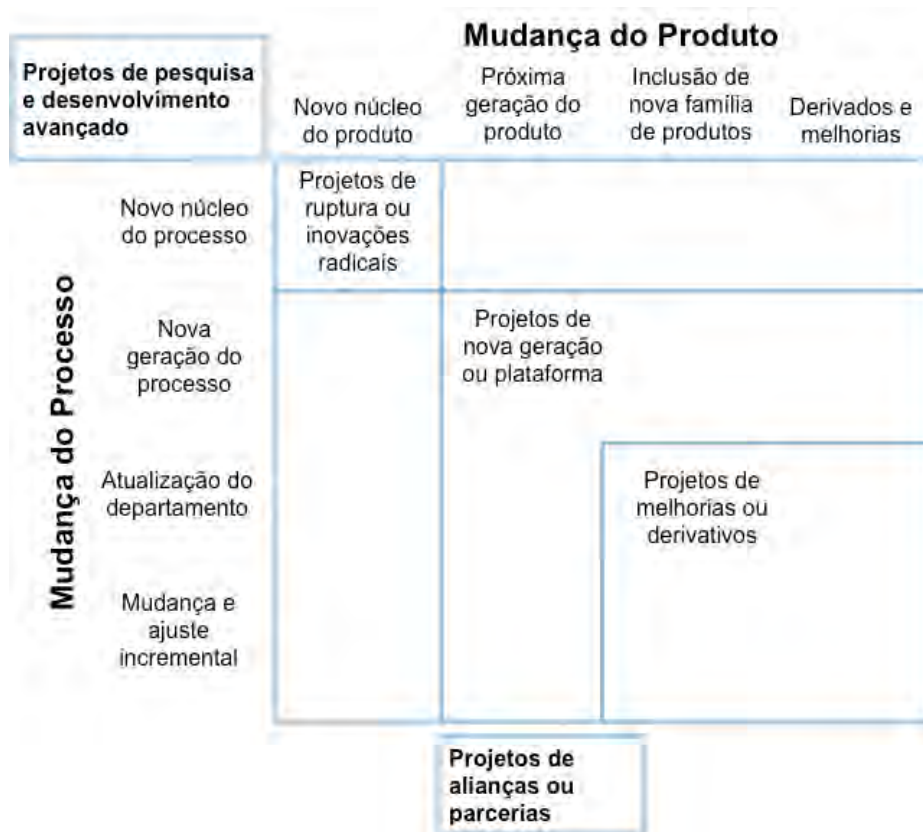 Mudança do Produto
Projetos de pesquisa
e desenvolvimento
avançado
Novo núcleo
do produto
Próxima
geração do
produto
Inclusão de
nova família
de produtos
Derivados e
melhorias
Mudança do Processo
Novo núcleo
do processo
Projetos de
ruptura ou
inovações
radicais
Nova
geração do
processo
Projetos de
nova geração
ou plataforma
Atualização do
departamento
Projetos de
melhorias ou
derivativos
Mudança e
ajuste
incremental
Projetos de
alianças ou
parcerias